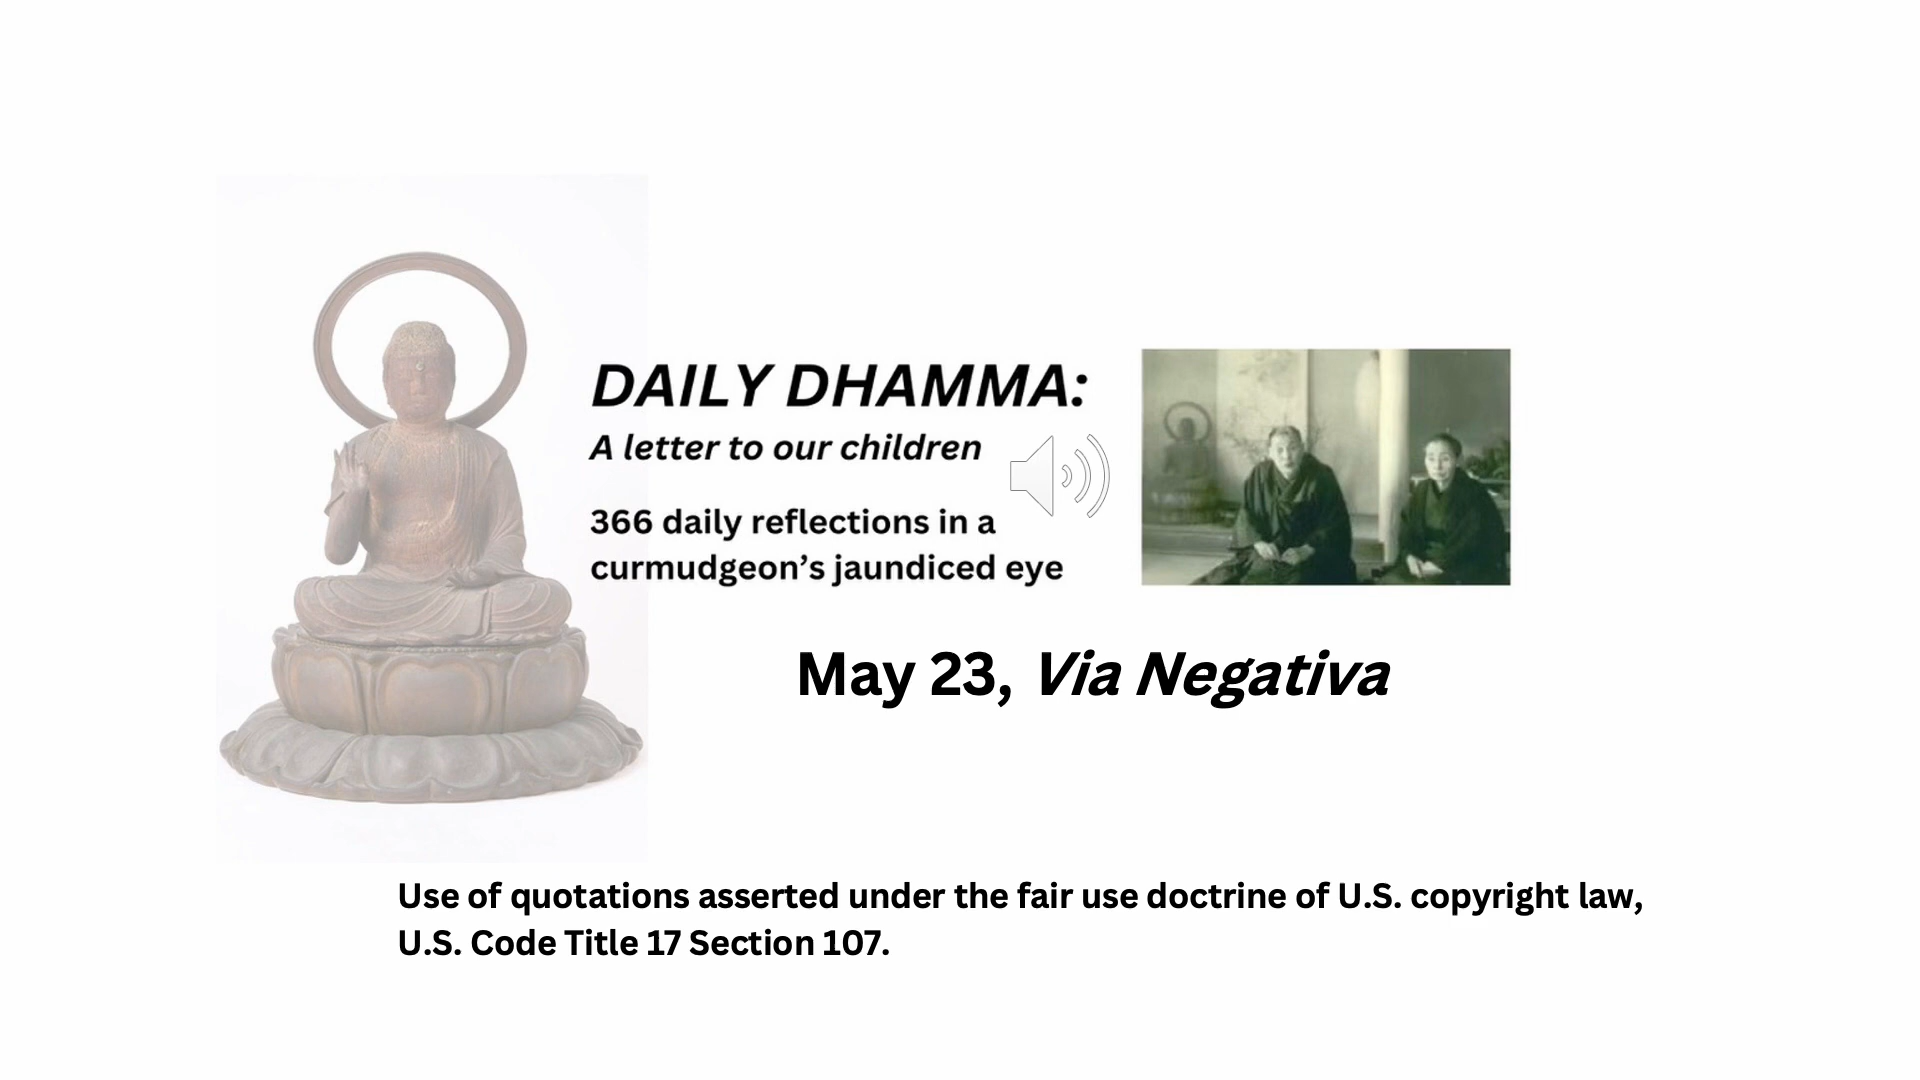 DAILY DHAMMA:
A letter to our children
366 daily reflections in a
curmudgeon’s jaundiced eye
May 23, Via Negativa
Use of quotations asserted under the fair use doctrine of U.S. copyright law,
U.S. Code Title 17 Section 107.